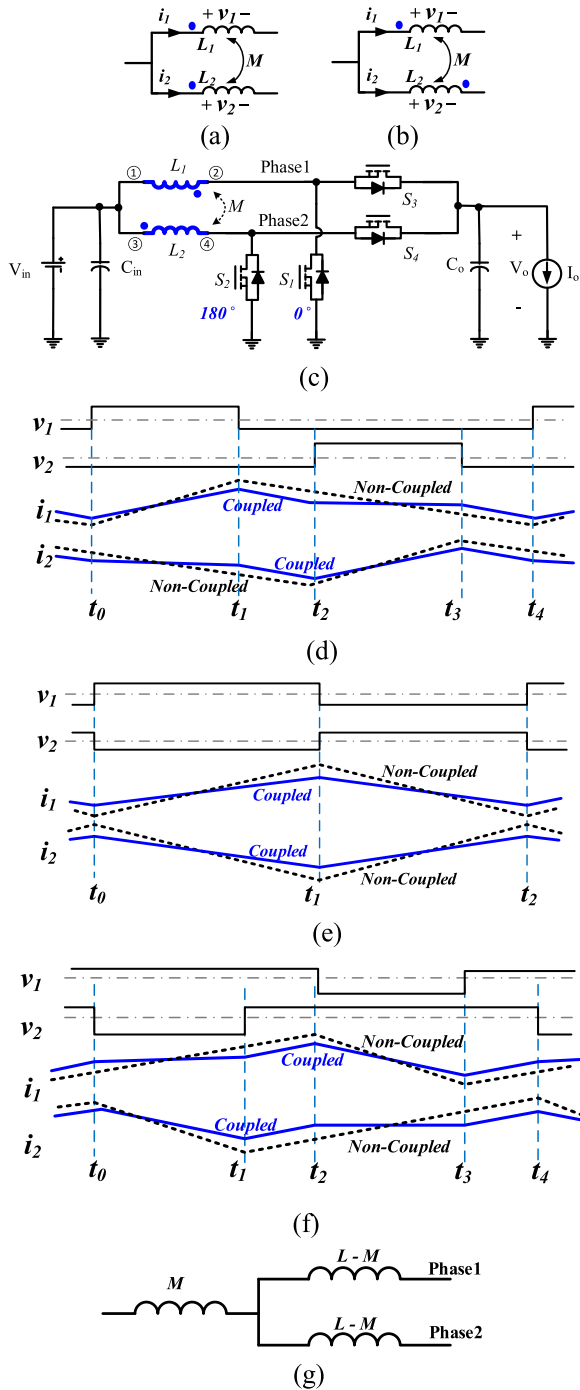 i1 + v1 − i1 + v1 −
L1 L1
M M
i2 L2 i2 L2
+ v2 − + v2 −
(a) (b)
① L1 ② Phase1 S3
M
③ L2 ④ Phase2 S4
Vin Cin S2 S1 Co + Vo - Io
180° 0°
(c)
v1
v2
Non-Coupled
i1 Coupled
i2 Coupled
Non-Coupled
t0 t1 t2 t3 t4
(d)
v1
v2
Non-Coupled
i1 Coupled
i2 Coupled
Non-Coupled
t0 t1 t2
(e)
v1
v2
Non-Coupled
Coupled
i1
i2 Coupled
Non-Coupled
t0 t1 t2 t3 t4
(f)
L - M Phase1
M
L - M Phase2
(g)